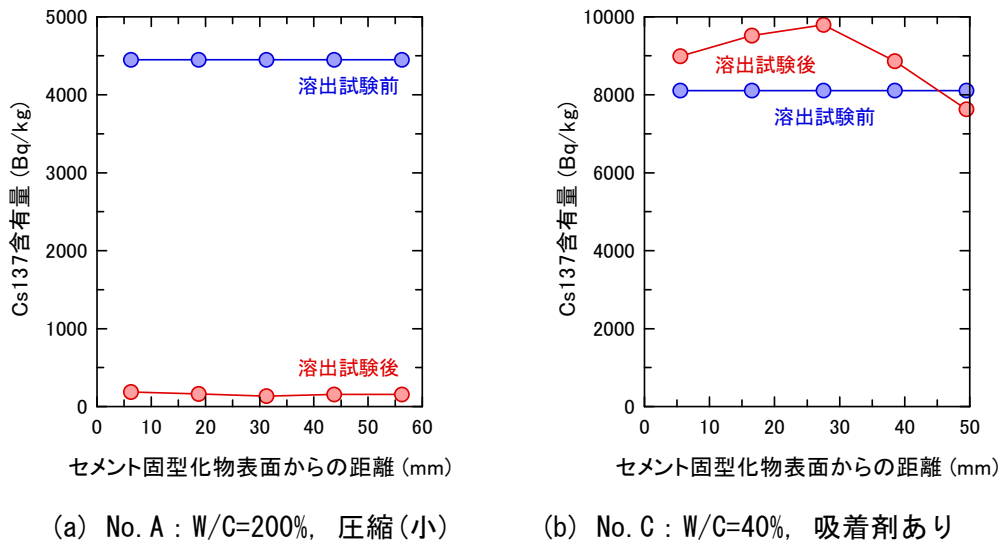 5000
4000
3000
2000
1000
0
Cs137含有量 (Bq/kg)
溶出試験前
溶出試験後
0 10 20 30 40 50 60
セメント固型化物表面からの距離 (mm)
(a) No.A : W/C=200%, 圧縮(小)
10000
8000
6000
4000
2000
0
Cs137含有量 (Bq/kg)
溶出試験後
溶出試験前
0 10 20 30 40 50
セメント固型化物表面からの距離 (mm)
(b) No.C : W/C=40%, 吸着剤あり